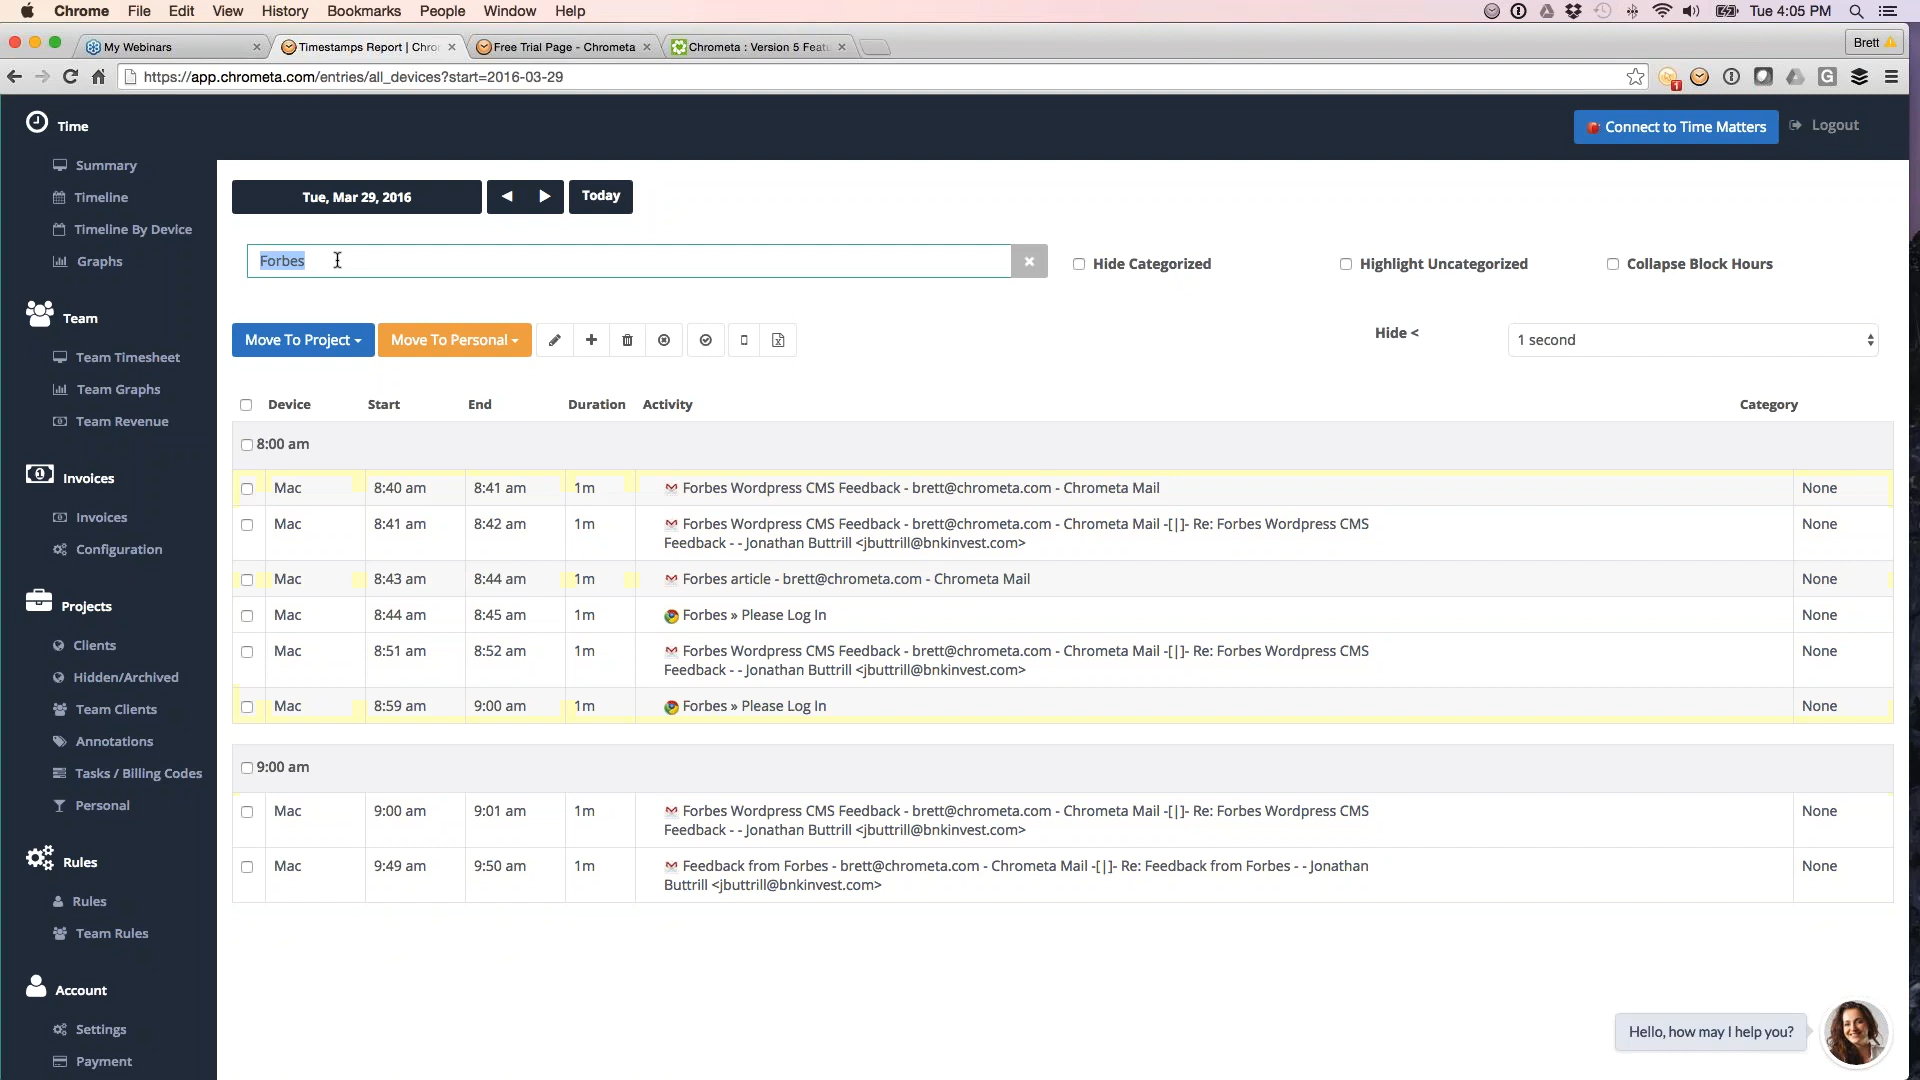 Chrome File Edit View History Bookmarks People Window Help Tue 4:05 PM
My Webinars Timestamps Report | Chro Free Trial Page - Chrometa Chrometa : Version 5 Featu Brett
https://app.chrometa.com/entries/all_devices?start=2016-03-29
Time
Connect to Time Matters Logout
Summary
Timeline
Timeline By Device
Graphs
Team
Team Timesheet
Team Graphs
Team Revenue
Invoices
Invoices
Configuration
Projects
Clients
Hidden/Archived
Team Clients
Annotations
Tasks / Billing Codes
Personal
Rules
Rules
Team Rules
Account
Settings
Payment
Tue, Mar 29, 2016 Today
Forbes Hide Categorized Highlight Uncategorized Collapse Block Hours
Move To Project Move To Personal Hide < 1 second
Device Start End Duration Activity Category
8:00 am
Mac 8:40 am 8:41 am 1m Forbes Wordpress CMS Feedback - brett@chrometa.com - Chrometa Mail None
Mac 8:41 am 8:42 am 1m Forbes Wordpress CMS Feedback - brett@chrometa.com - Chrometa Mail -[|]- Re: Forbes Wordpress CMS None
Feedback - - Jonathan Buttrill <jbuttrill@bnkinvest.com>
Mac 8:43 am 8:44 am 1m Forbes article - brett@chrometa.com - Chrometa Mail None
Mac 8:44 am 8:45 am 1m Forbes » Please Log In None
Mac 8:51 am 8:52 am 1m Forbes Wordpress CMS Feedback - brett@chrometa.com - Chrometa Mail -[|]- Re: Forbes Wordpress CMS None
Feedback - - Jonathan Buttrill <jbuttrill@bnkinvest.com>
Mac 8:59 am 9:00 am 1m Forbes » Please Log In None
9:00 am
Mac 9:00 am 9:01 am 1m Forbes Wordpress CMS Feedback - brett@chrometa.com - Chrometa Mail -[|]- Re: Forbes Wordpress CMS None
Feedback - - Jonathan Buttrill <jbuttrill@bnkinvest.com>
Mac 9:49 am 9:50 am 1m Feedback from Forbes - brett@chrometa.com - Chrometa Mail -[|]- Re: Feedback from Forbes - - Jonathan None
Buttrill <jbuttrill@bnkinvest.com>
Hello, how may I help you?